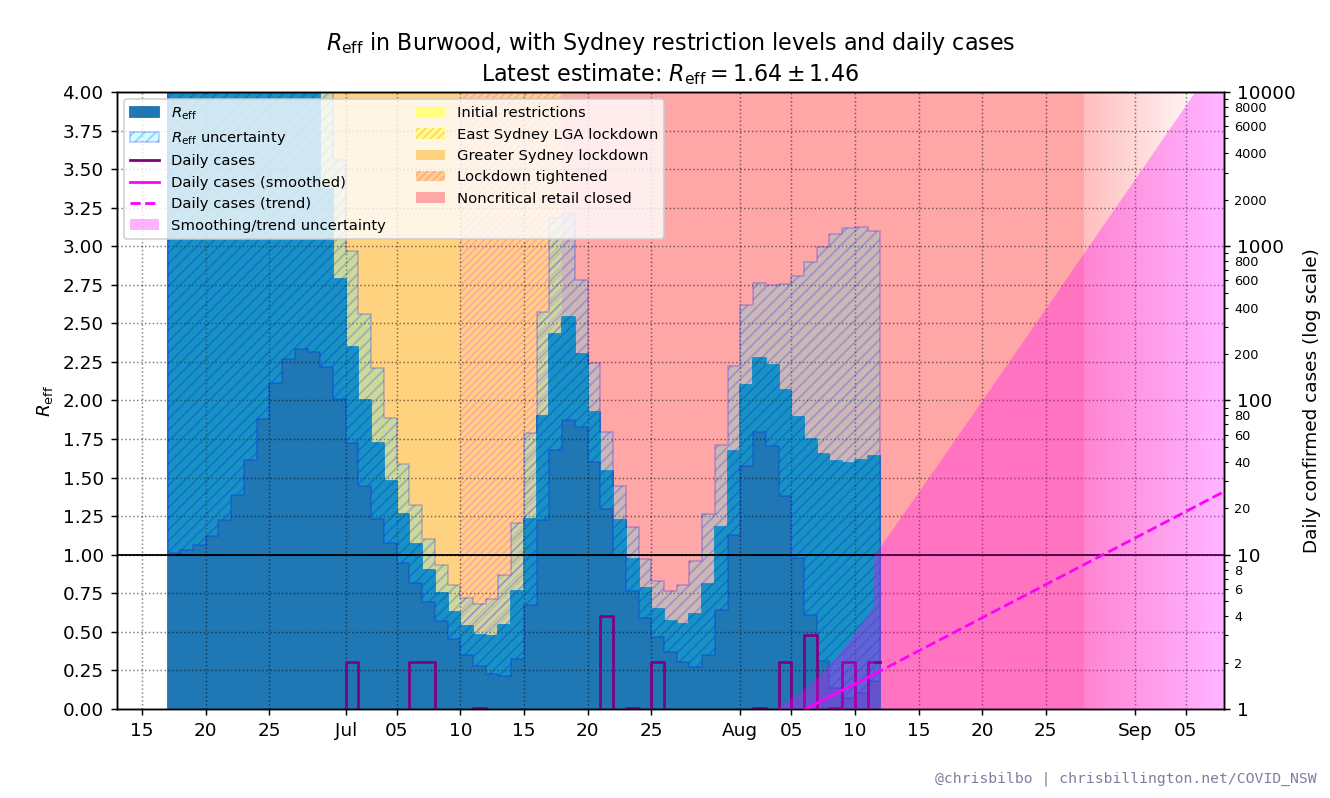 R_eff in Burwood, with Sydney restriction levels and daily cases
Latest estimate: R_eff = 1.64 ± 1.46
R_eff
R_eff uncertainty
Daily cases
Daily cases (smoothed)
Daily cases (trend)
Smoothing/trend uncertainty
Initial restrictions
East Sydney LGA lockdown
Greater Sydney lockdown
Lockdown tightened
Noncritical retail closed
R_eff
4.00
3.75
3.50
3.25
3.00
2.75
2.50
2.25
2.00
1.75
1.50
1.25
1.00
0.75
0.50
0.25
0.00
15 20 25 Jul 05 10 15 20 25 Aug 05 10 15 20 25 Sep 05
10000
8000
6000
4000
2000
1000
800
600
400
200
100
80
60
40
20
10
8
6
4
2
1
Daily confirmed cases (log scale)
@chrisbilbo | chrisbillington.net/COVID_NSW